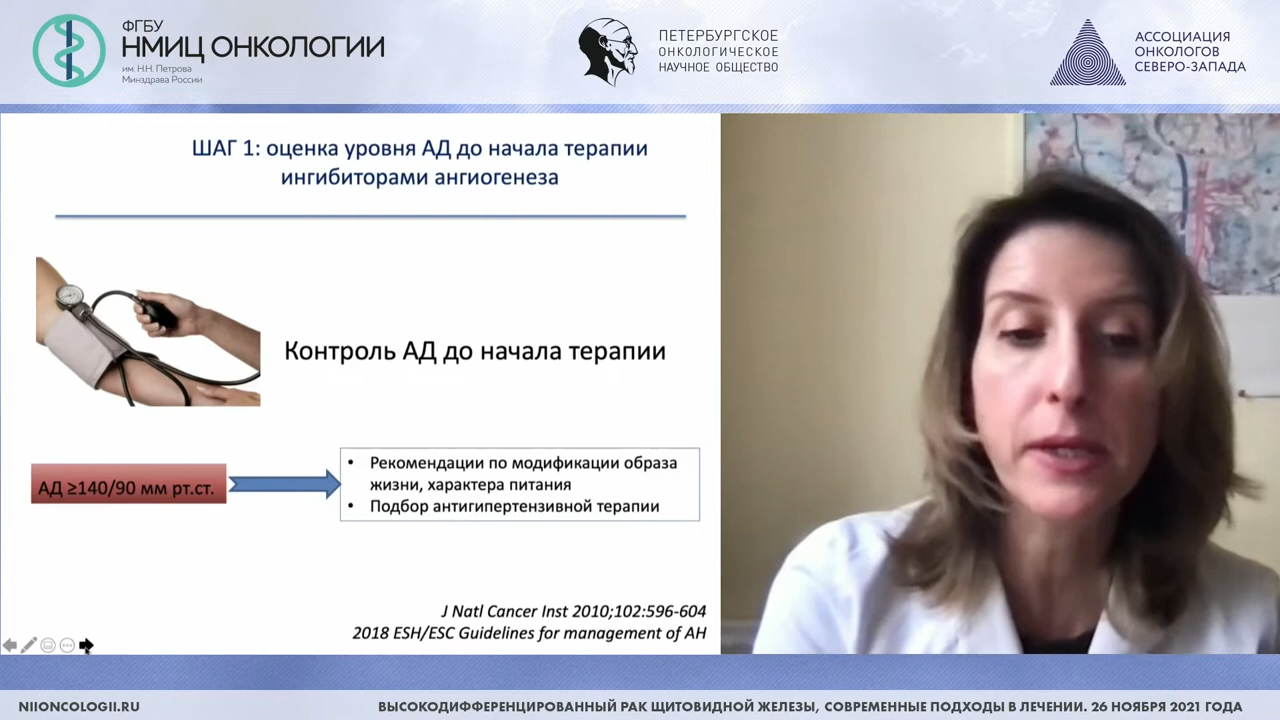 ФГБУ
НМИЦ ОНКОЛОГИИ
им. Н.Н. Петрова
Минздрава России
ПЕТЕРБУРГСКОЕ
ОНКОЛОГИЧЕСКОЕ
НАУЧНОЕ ОБЩЕСТВО
АССОЦИАЦИЯ
ОНКОЛОГОВ
СЕВЕРО-ЗАПАДА
ШАГ 1: оценка уровня АД до начала терапии
ингибиторами ангиогенеза
Контроль АД до начала терапии
АД ≥140/90 мм рт.ст.
• Рекомендации по модификации образа
жизни, характера питания
• Подбор антигипертензивной терапии
J Natl Cancer Inst 2010;102:596-604
2018 ESH/ESC Guidelines for management of AH
NIIONCOLOGII.RU
ВЫСОКОДИФФЕРЕНЦИРОВАННЫЙ РАК ЩИТОВИДНОЙ ЖЕЛЕЗЫ, СОВРЕМЕННЫЕ ПОДХОДЫ В ЛЕЧЕНИИ. 26 НОЯБРЯ 2021 ГОДА